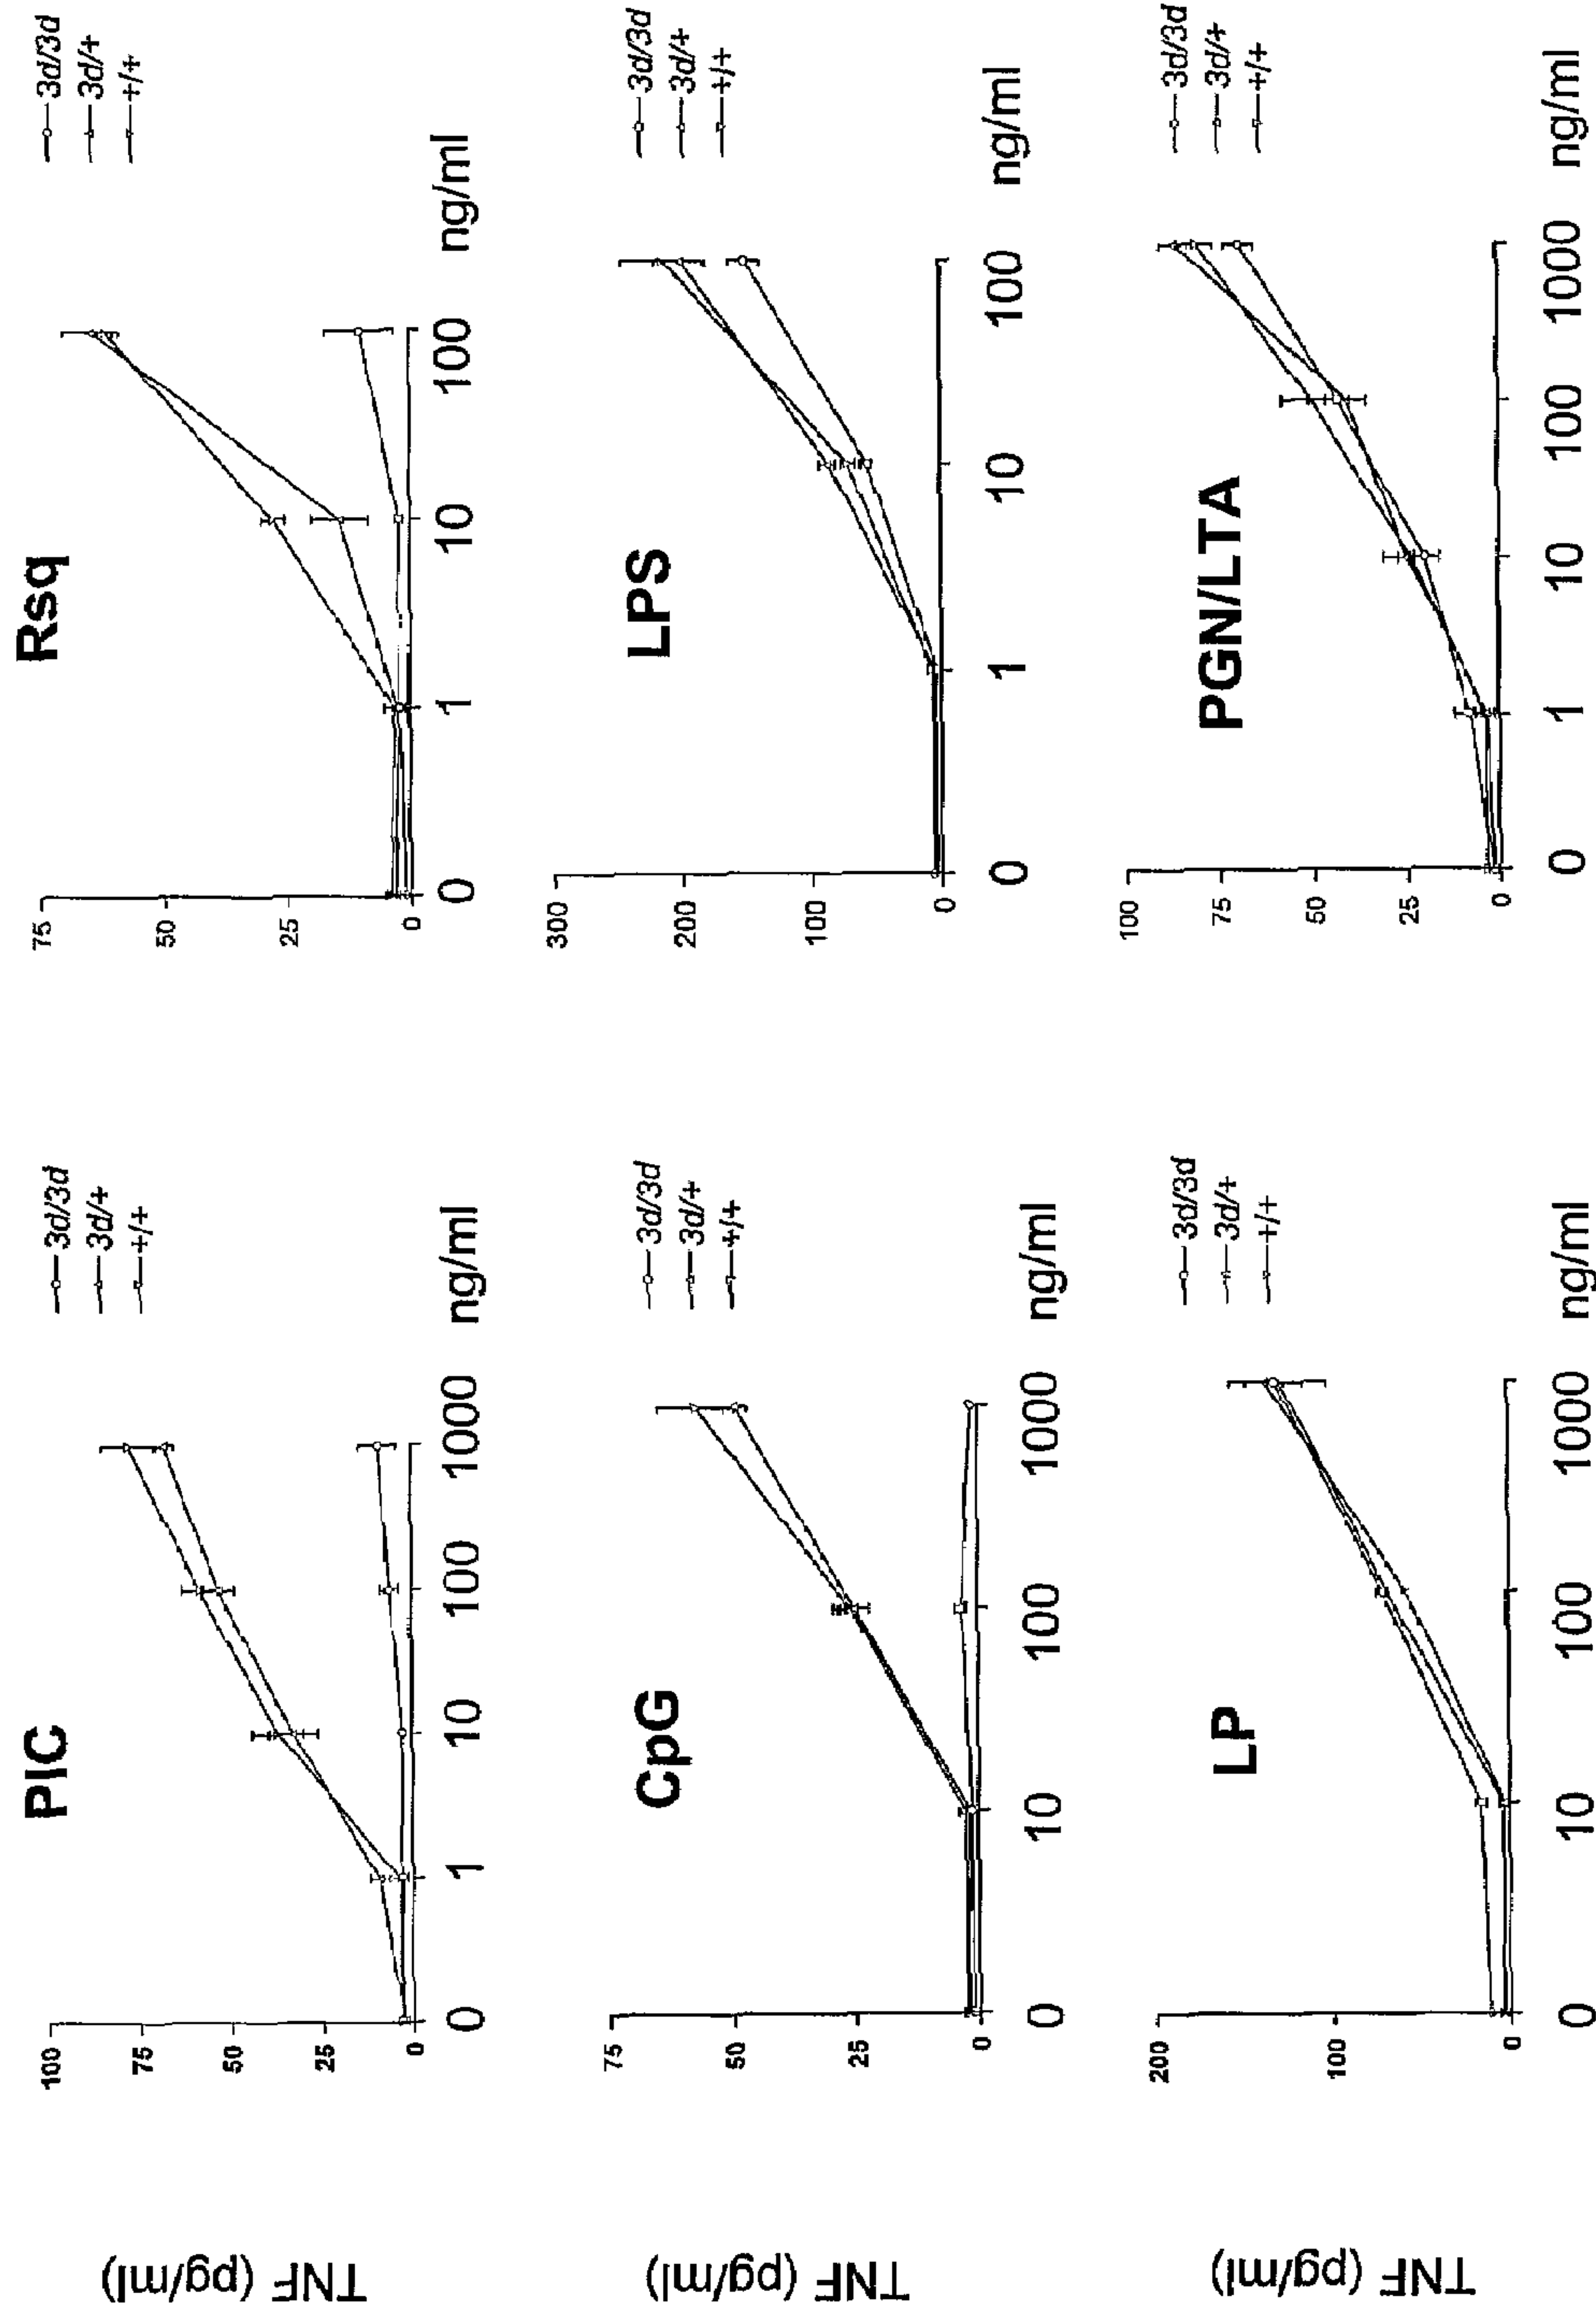 PIC
3d/3d
3d/+
+/+
TNF (pg/ml)
100
75
50
25
0
0 1 10 100 1000 ng/ml
Rsq
3d/3d
3d/+
+/+
75
50
25
0
0 1 10 100 ng/ml
CpG
3d/3d
3d/+
+/+
TNF (pg/ml)
75
50
25
0
0 10 100 1000 ng/ml
LPS
3d/3d
3d/+
+/+
300
200
100
0
0 1 10 100 ng/ml
LP
3d/3d
3d/+
+/+
TNF (pg/ml)
200
100
0
0 10 100 1000 ng/ml
PGN/LTA
3d/3d
3d/+
+/+
100
75
50
25
0
0 1 10 100 1000 ng/ml